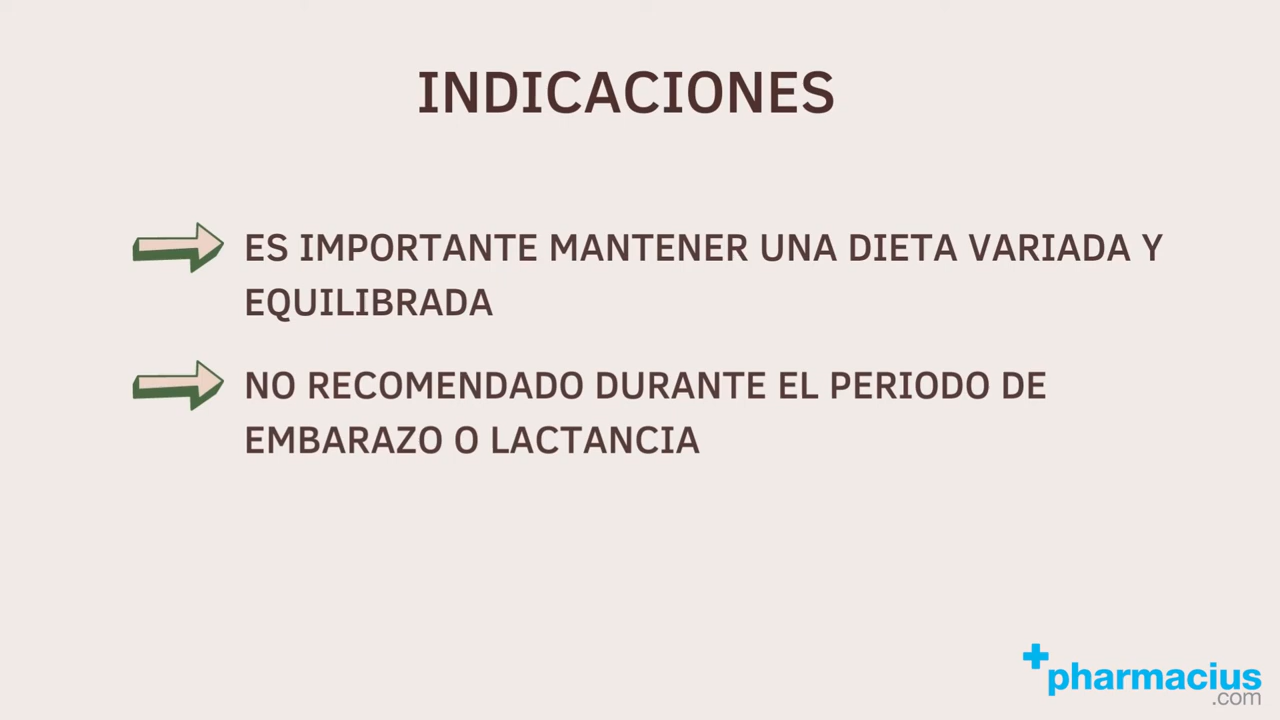 INDICACIONES
ES IMPORTANTE MANTENER UNA DIETA VARIADA Y
EQUILIBRADA
NO RECOMENDADO DURANTE EL PERIODO DE
EMBARAZO O LACTANCIA
+pharmacius
.com